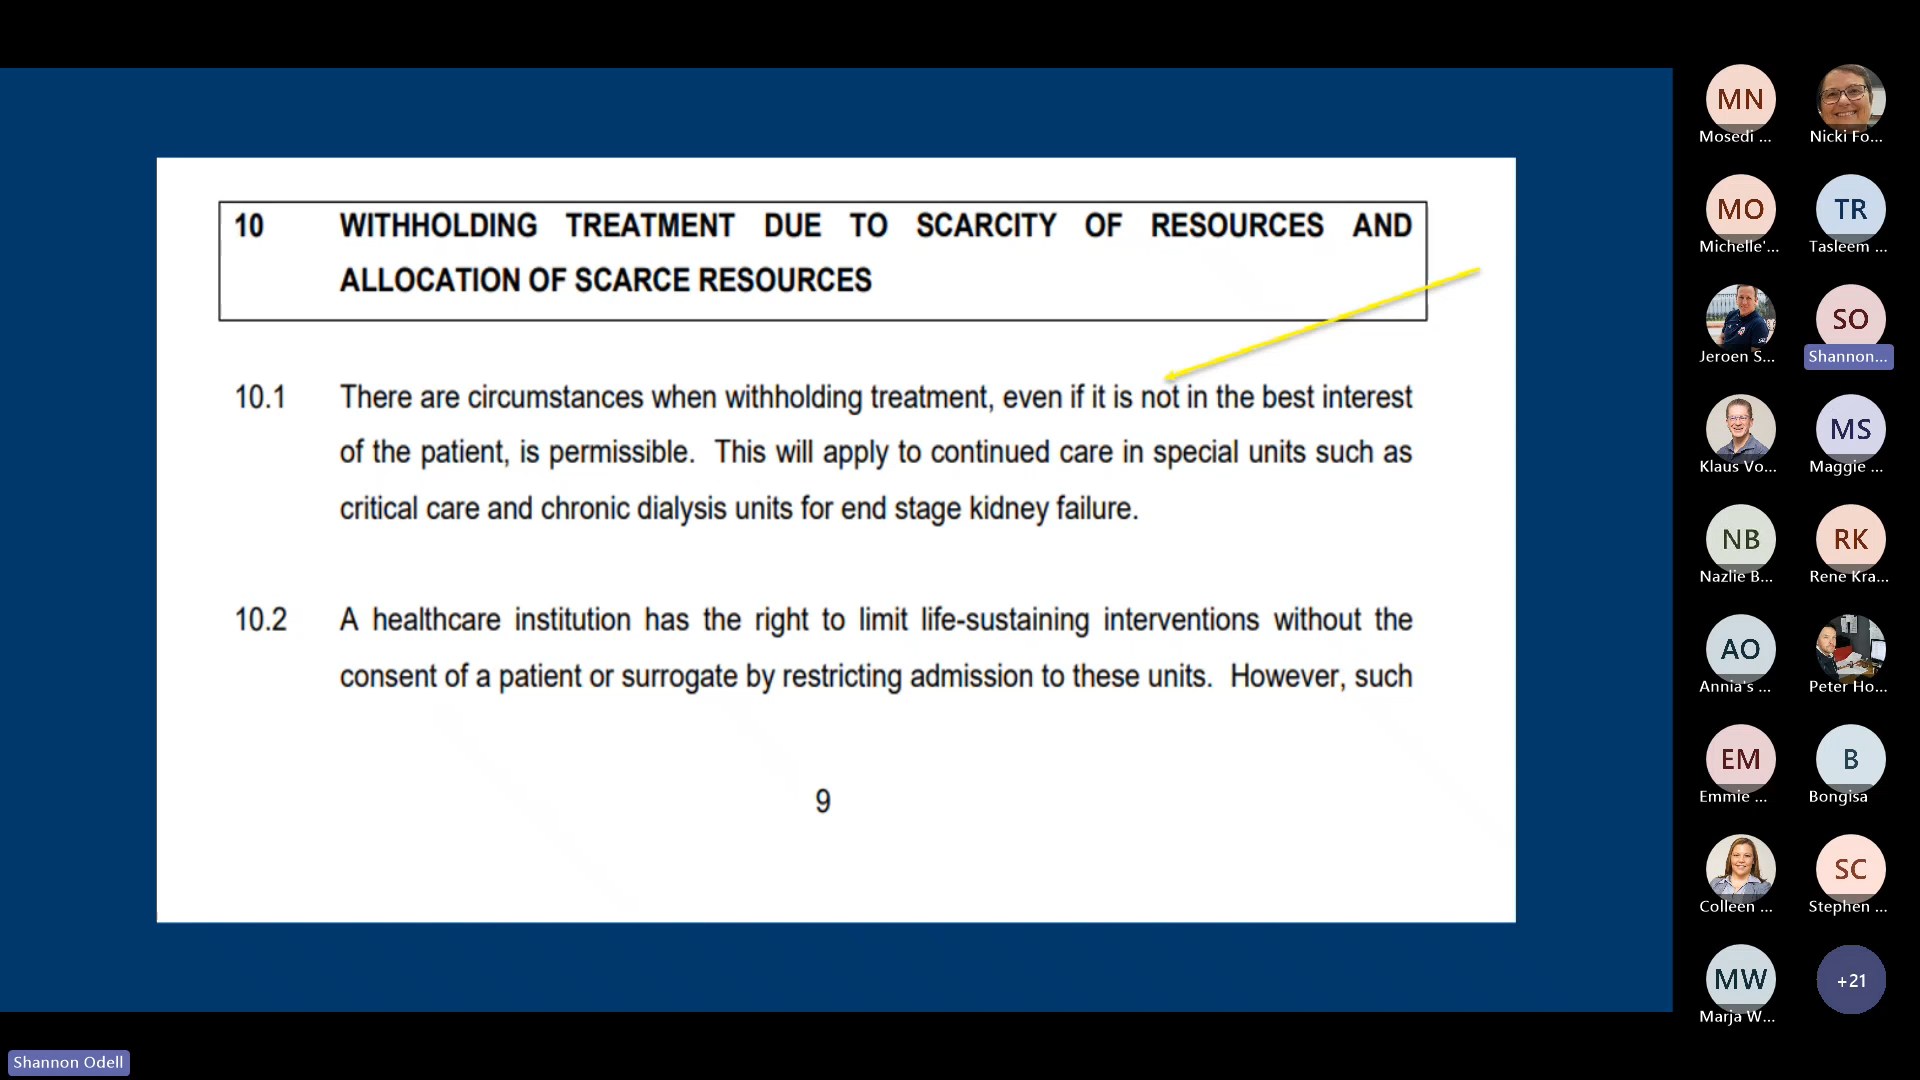 10 WITHHOLDING TREATMENT DUE TO SCARCITY OF RESOURCES AND
ALLOCATION OF SCARCE RESOURCES
10.1 There are circumstances when withholding treatment, even if it is not in the best interest
of the patient, is permissible. This will apply to continued care in special units such as
critical care and chronic dialysis units for end stage kidney failure.
10.2 A healthcare institution has the right to limit life-sustaining interventions without the
consent of a patient or surrogate by restricting admission to these units. However, such
9
MN
Mosedi ...
Nicki Fo...
MO
Michelle'...
TR
Tasleem ...
Jeroen S...
SO
Shannon...
Klaus Vo...
MS
Maggie ...
NB
Nazlie B...
RK
Rene Kra...
AO
Annia's ...
Peter Ho...
EM
Emmie ...
B
Bongisa
Colleen ...
SC
Stephen ...
MW
Marja W...
+21
Shannon Odell